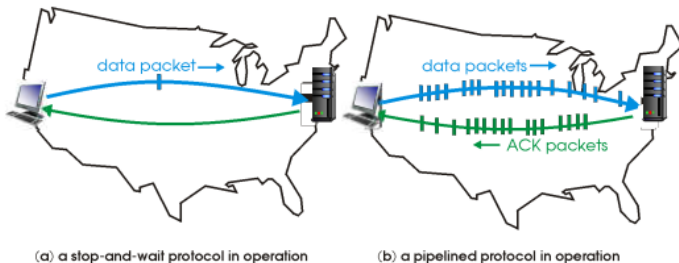 data packet
data packets
ACK packets
(a) a stop-and-wait protocol in operation
(b) a pipelined protocol in operation